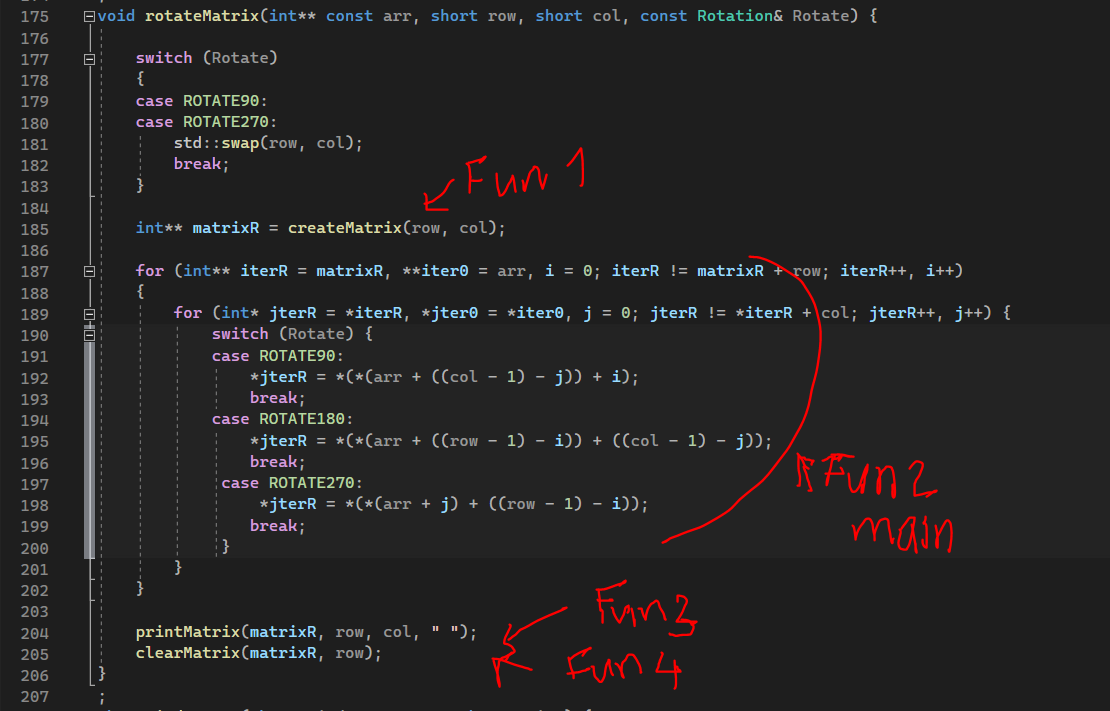 175 void rotateMatrix(int** const arr, short row, short col, const Rotation& Rotate) {
176
177 switch (Rotate)
178 {
179 case ROTATE90:
180 case ROTATE270:
181 std::swap(row, col);
182 break;
183 }
Fun 1
184
185 int** matrixR = createMatrix(row, col);
186
187 for (int** iterR = matrixR, **iter0 = arr, i = 0; iterR != matrixR + row; iterR++, i++)
188 {
189 for (int* jterR = *iterR, *jter0 = *iter0, j = 0; jterR != *iterR + col; jterR++, j++) {
190 switch (Rotate) {
191 case ROTATE90:
192 *jterR = *(*(arr + ((col - 1) - j)) + i);
193 break;
194 case ROTATE180:
195 *jterR = *(*(arr + ((row - 1) - i)) + ((col - 1) - j));
196 break;
197 case ROTATE270:
198 *jterR = *(*(arr + j) + ((row - 1) - i));
199 break;
200 }
Fun 2
main
201 }
202 }
203
Fun 3
204 printMatrix(matrixR, row, col, " ");
205 clearMatrix(matrixR, row);
Fun 4
206 }
207 ;